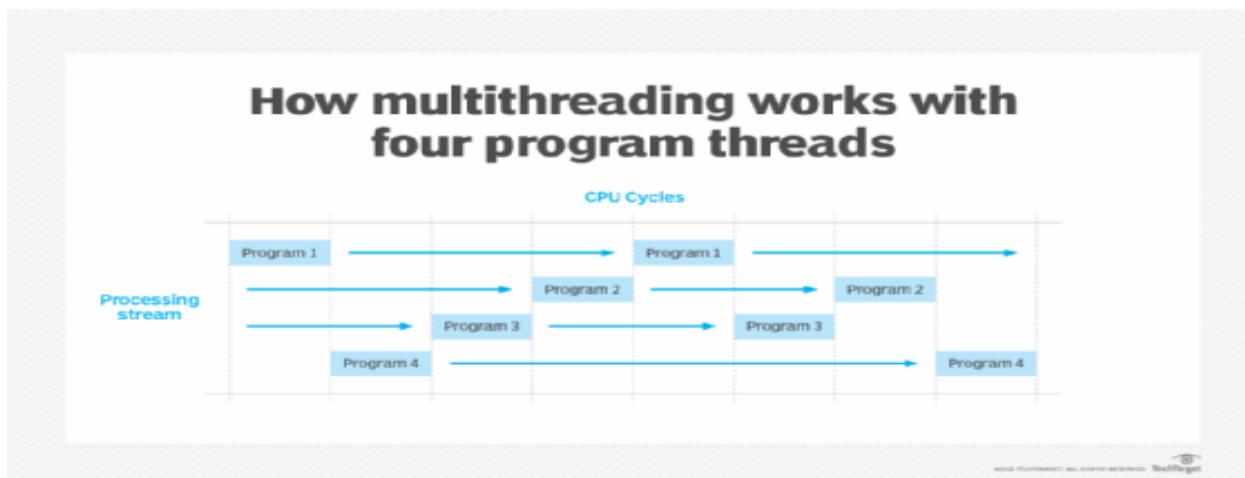 How multithreading works with
four program threads
CPU Cycles
Program 1 Program 1
Processing
stream
Program 2 Program 2
Program 3 Program 3
Program 4 Program 4
TechTarget